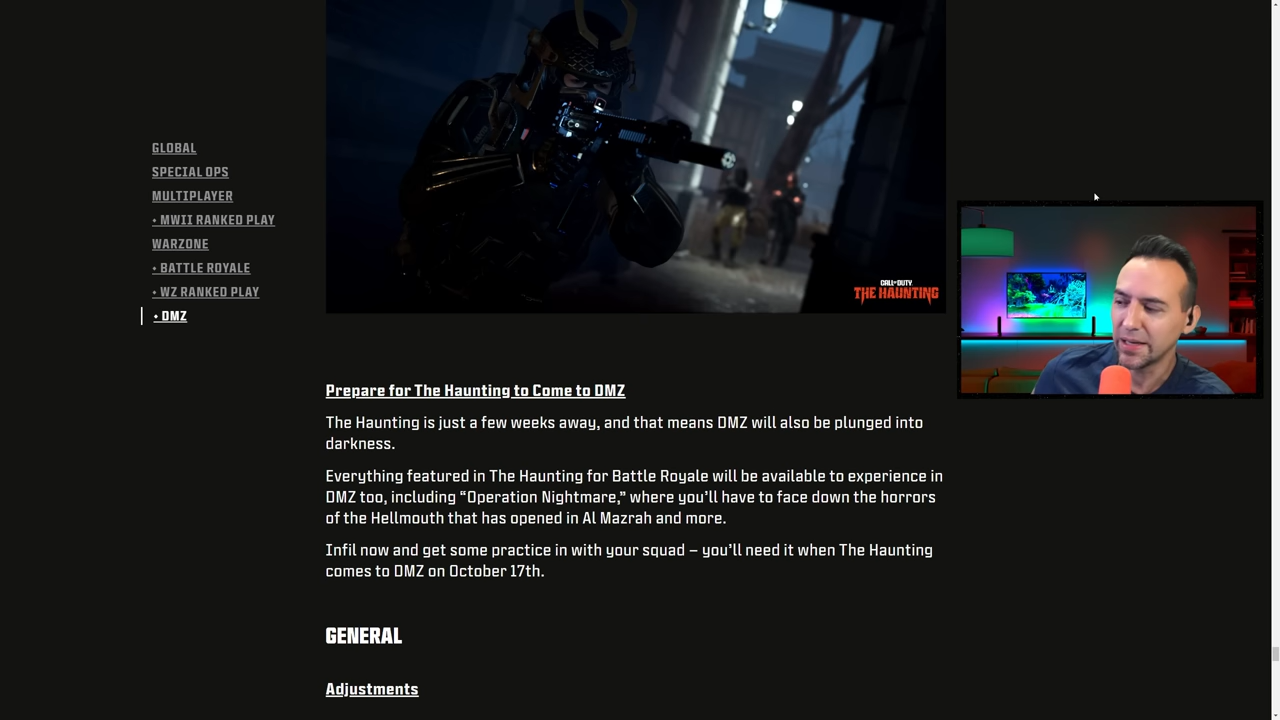 CALL OF DUTY
THE HAUNTING
GLOBAL
SPECIAL OPS
MULTIPLAYER
• MWII RANKED PLAY
WARZONE
• BATTLE ROYALE
• WZ RANKED PLAY
• DMZ
Prepare for The Haunting to Come to DMZ
The Haunting is just a few weeks away, and that means DMZ will also be plunged into
darkness.
Everything featured in The Haunting for Battle Royale will be available to experience in
DMZ too, including “Operation Nightmare,” where you’ll have to face down the horrors
of the Hellmouth that has opened in Al Mazrah and more.
Infil now and get some practice in with your squad – you’ll need it when The Haunting
comes to DMZ on October 17th.
GENERAL
Adjustments